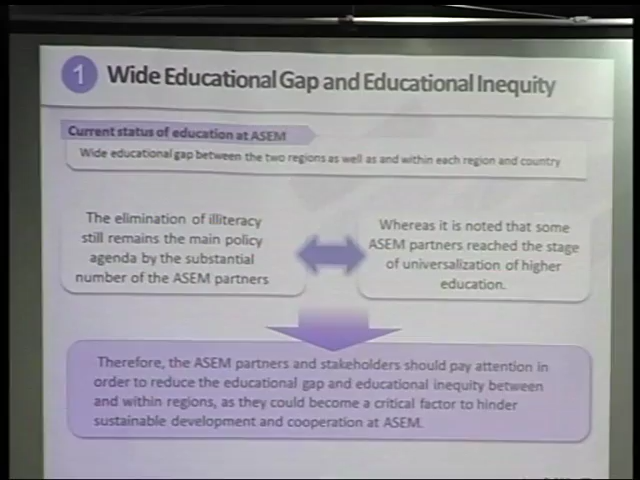 1 Wide Educational Gap and Educational Inequity
Current status of education at ASEM
Wide educational gap between the two regions as well as and within each region and country
The elimination of illiteracy
still remains the main policy
agenda by the substantial
number of the ASEM partners
Whereas it is noted that some
ASEM partners reached the stage
of universalization of higher
education.
Therefore, the ASEM partners and stakeholders should pay attention in
order to reduce the educational gap and educational inequity between
and within regions, as they could become a critical factor to hinder
sustainable development and cooperation at ASEM.